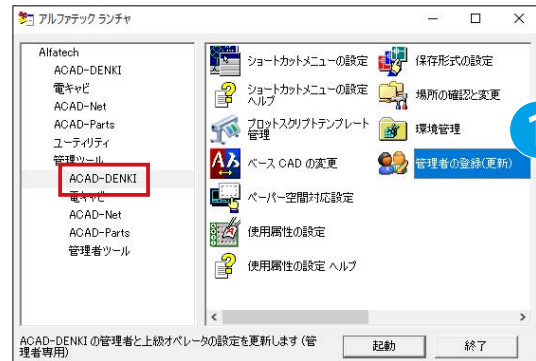 アルファテック ランチャ
Alfatech
ACAD-DENKI
電キャビ
ACAD-Net
ACAD-Parts
ユーティリティ
管理ツール
ACAD-DENKI
電キャビ
ACAD-Net
ACAD-Parts
管理者ツール
ショートカットメニューの設定
保存形式の設定
ショートカットメニューの設定
ヘルプ
場所の確認と変更
プロットスクリプトテンプレート
管理
環境管理
1
ベース CAD の変更
管理者の登録(更新)
ペーパー空間対応設定
使用属性の設定
使用属性の設定 ヘルプ
ACAD-DENKI の管理者と上級オペレータの設定を更新します (管
理者専用)
起動
終了